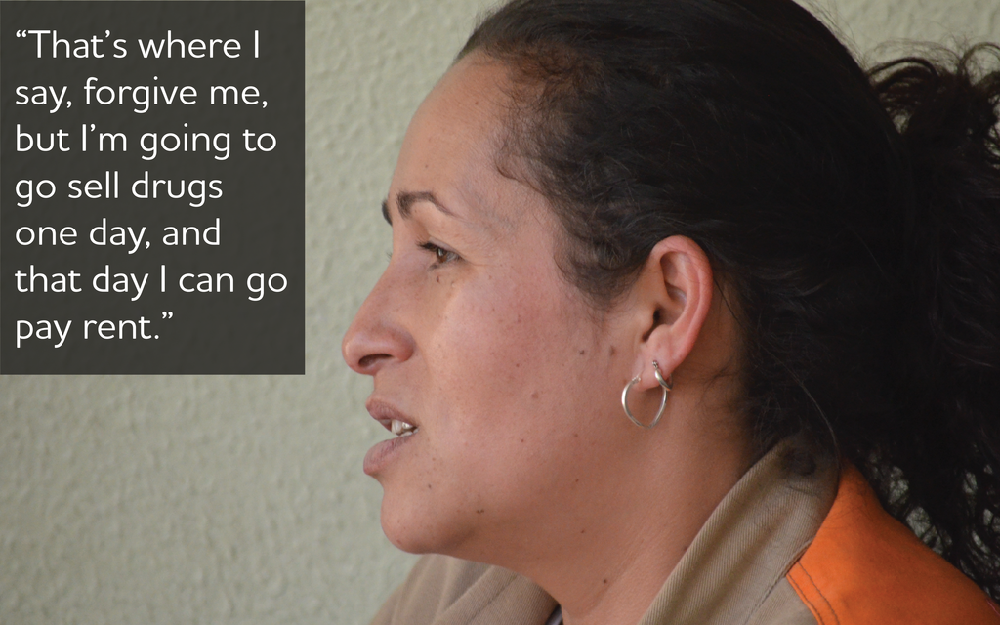 “That’s where I
say, forgive me,
but I’m going to
go sell drugs
one day, and
that day I can go
pay rent.”